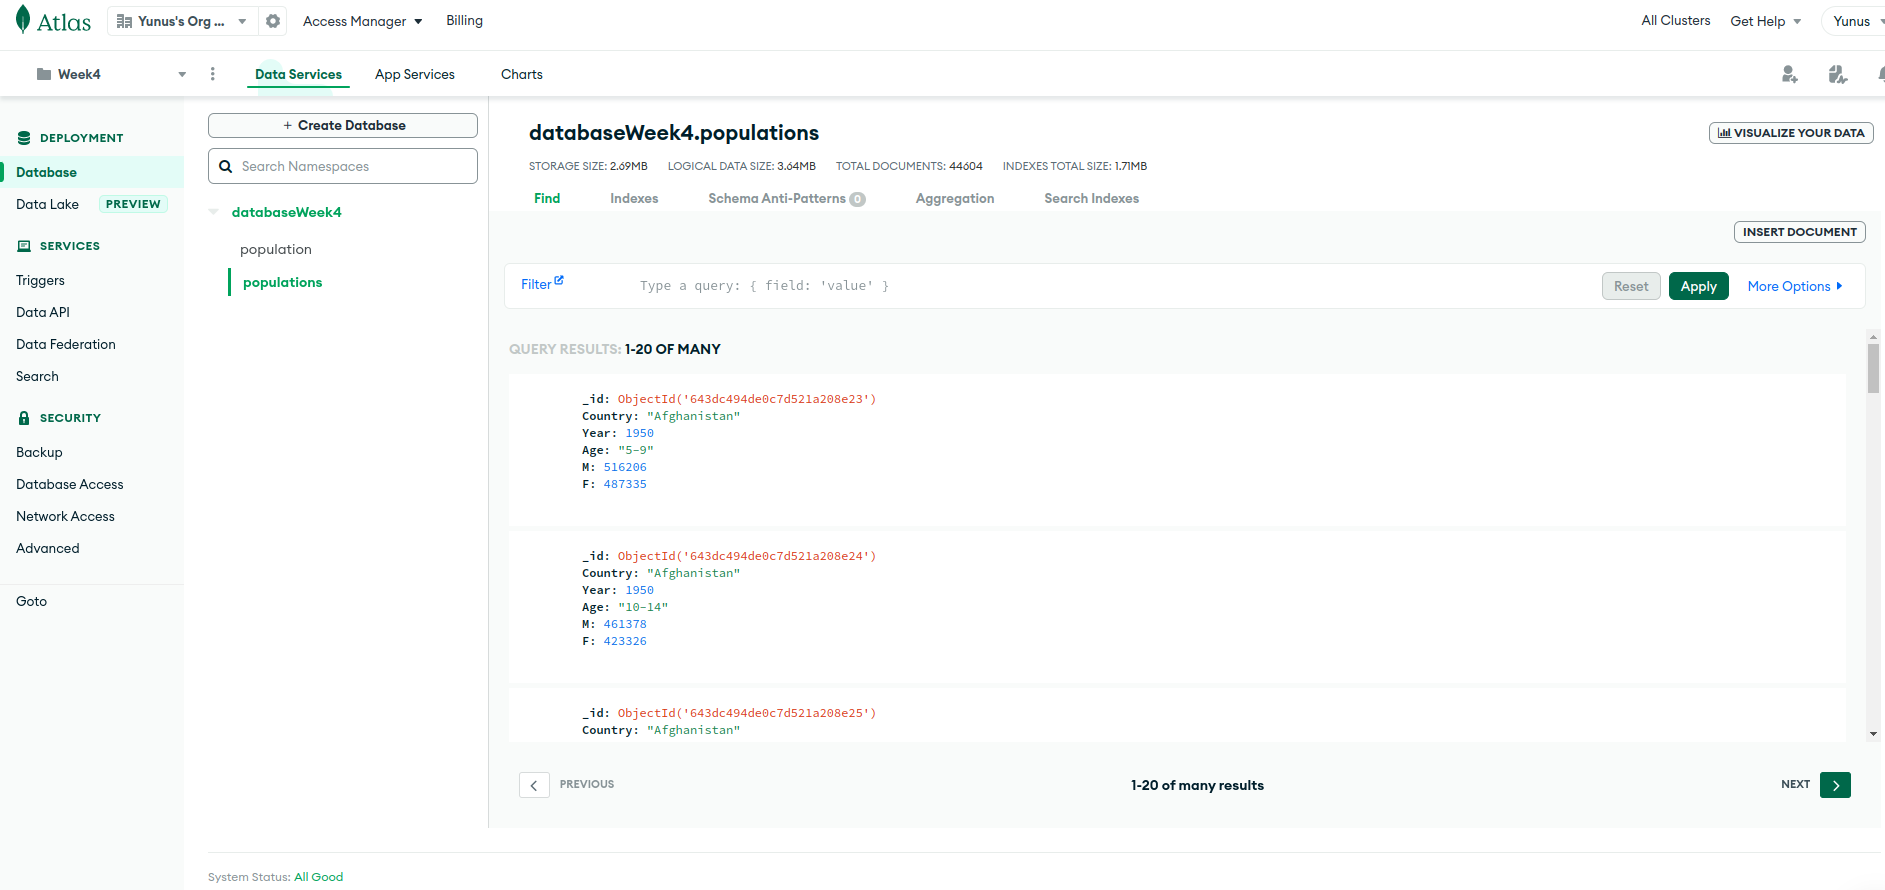 Atlas
Yunus's Org ...
Access Manager
Billing
All Clusters
Get Help
Yunus
Week4
Data Services
App Services
Charts
DEPLOYMENT
Database
Data Lake PREVIEW
SERVICES
Triggers
Data API
Data Federation
Search
SECURITY
Backup
Database Access
Network Access
Advanced
Goto
+ Create Database
Search Namespaces
databaseWeek4
population
populations
databaseWeek4.populations
VISUALIZE YOUR DATA
STORAGE SIZE: 2.69MB LOGICAL DATA SIZE: 3.64MB TOTAL DOCUMENTS: 44604 INDEXES TOTAL SIZE: 1.71MB
Find Indexes Schema Anti-Patterns 0 Aggregation Search Indexes
INSERT DOCUMENT
Filter Type a query: { field: 'value' } Reset Apply More Options
QUERY RESULTS: 1-20 OF MANY
_id: ObjectId('643dc494de0c7d521a208e23')
Country: "Afghanistan"
Year: 1950
Age: "5-9"
M: 516206
F: 487335
_id: ObjectId('643dc494de0c7d521a208e24')
Country: "Afghanistan"
Year: 1950
Age: "10-14"
M: 461378
F: 423326
_id: ObjectId('643dc494de0c7d521a208e25')
Country: "Afghanistan"
PREVIOUS 1-20 of many results NEXT
System Status: All Good